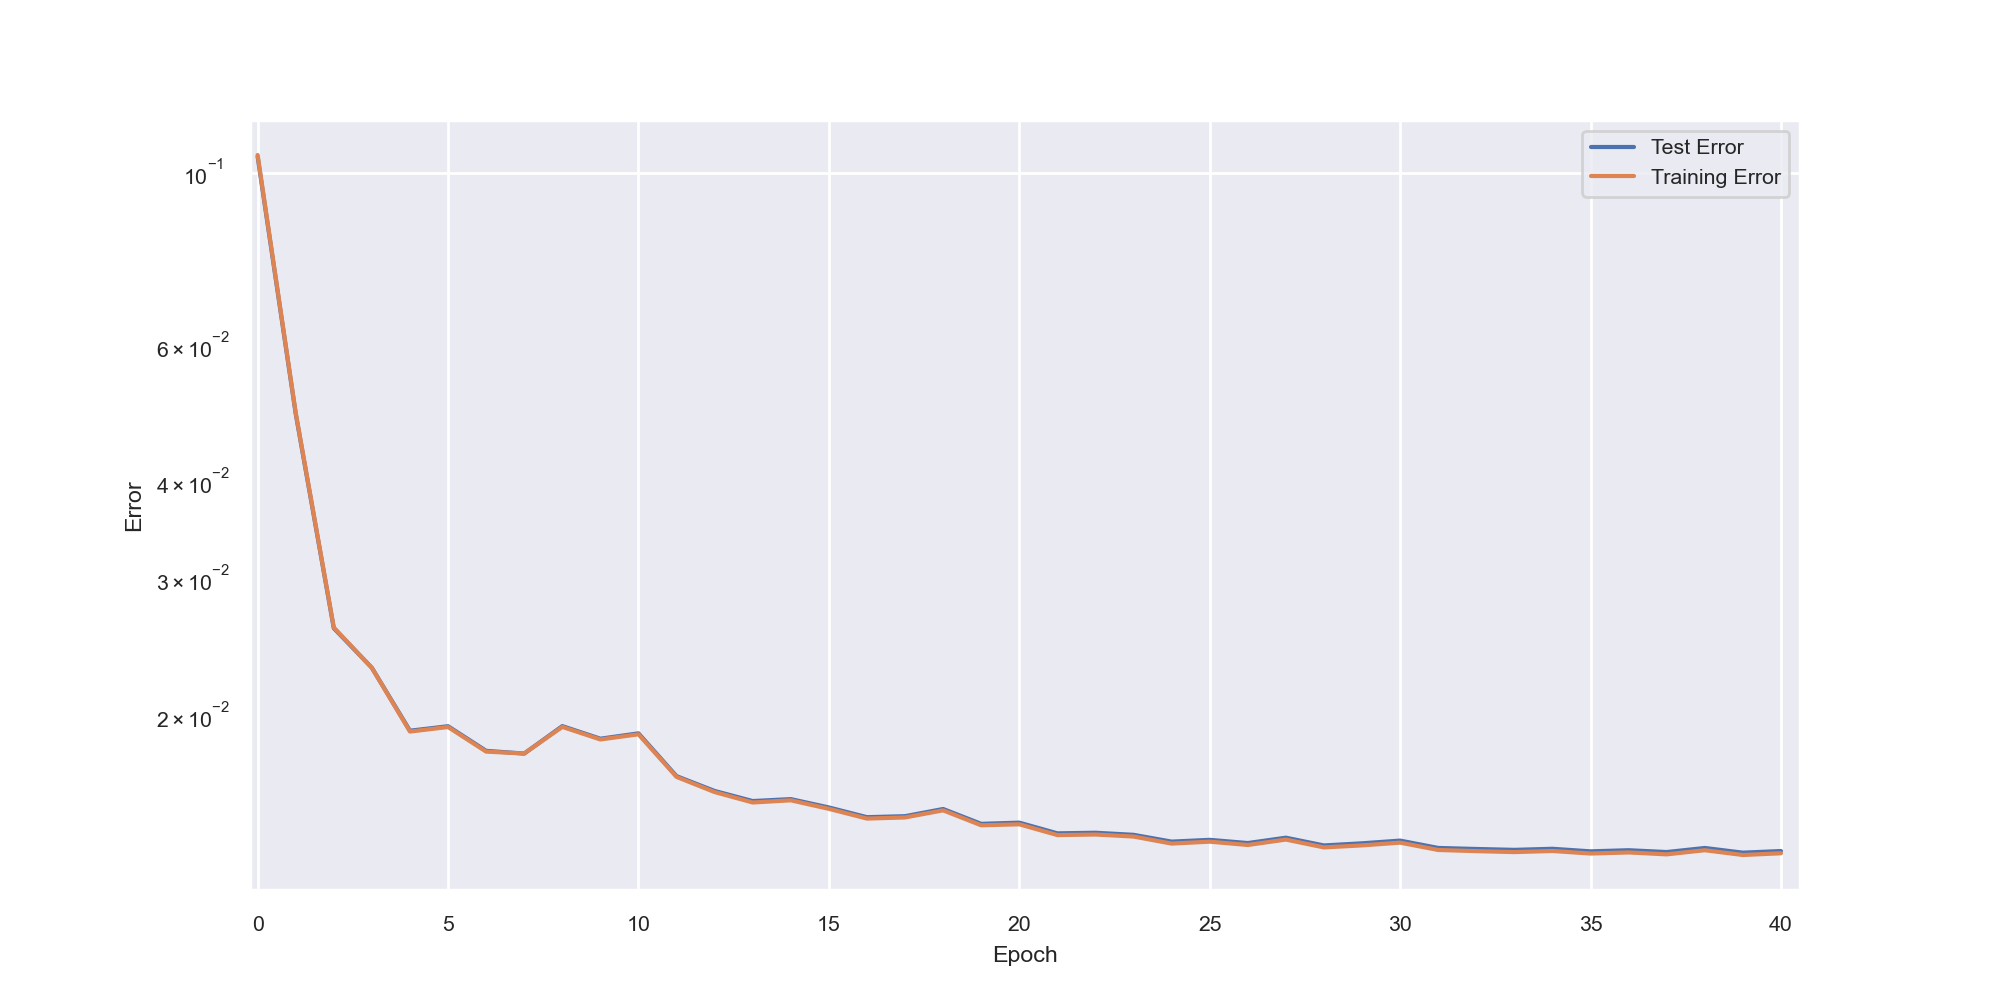 Test Error
Training Error
10⁻¹
6 × 10⁻²
4 × 10⁻²
3 × 10⁻²
2 × 10⁻²
Error
0 5 10 15 20 25 30 35 40
Epoch